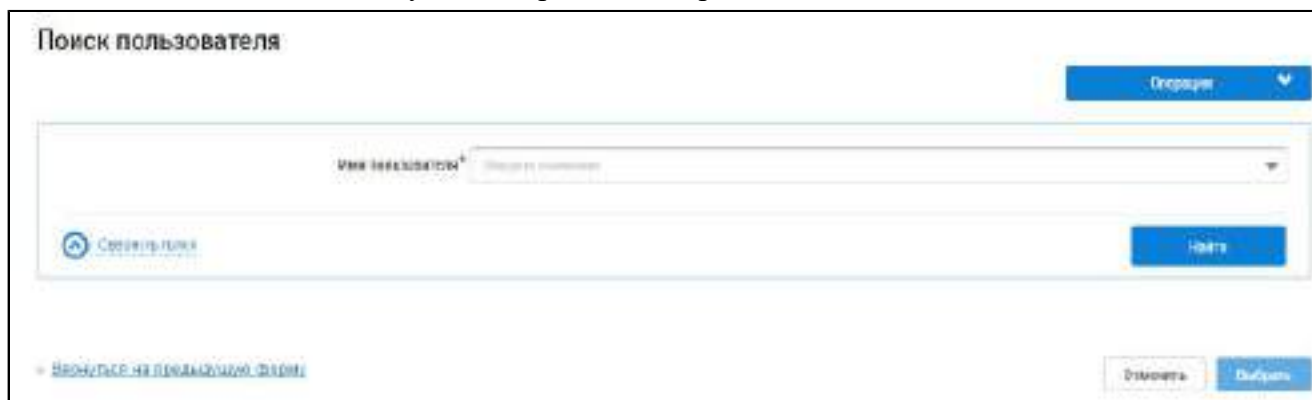 Поиск пользователя
Операции
Имя пользователя*
Свернуть поиск
Найти
Вернуться на предыдущую форму
Отменить
Выбрать